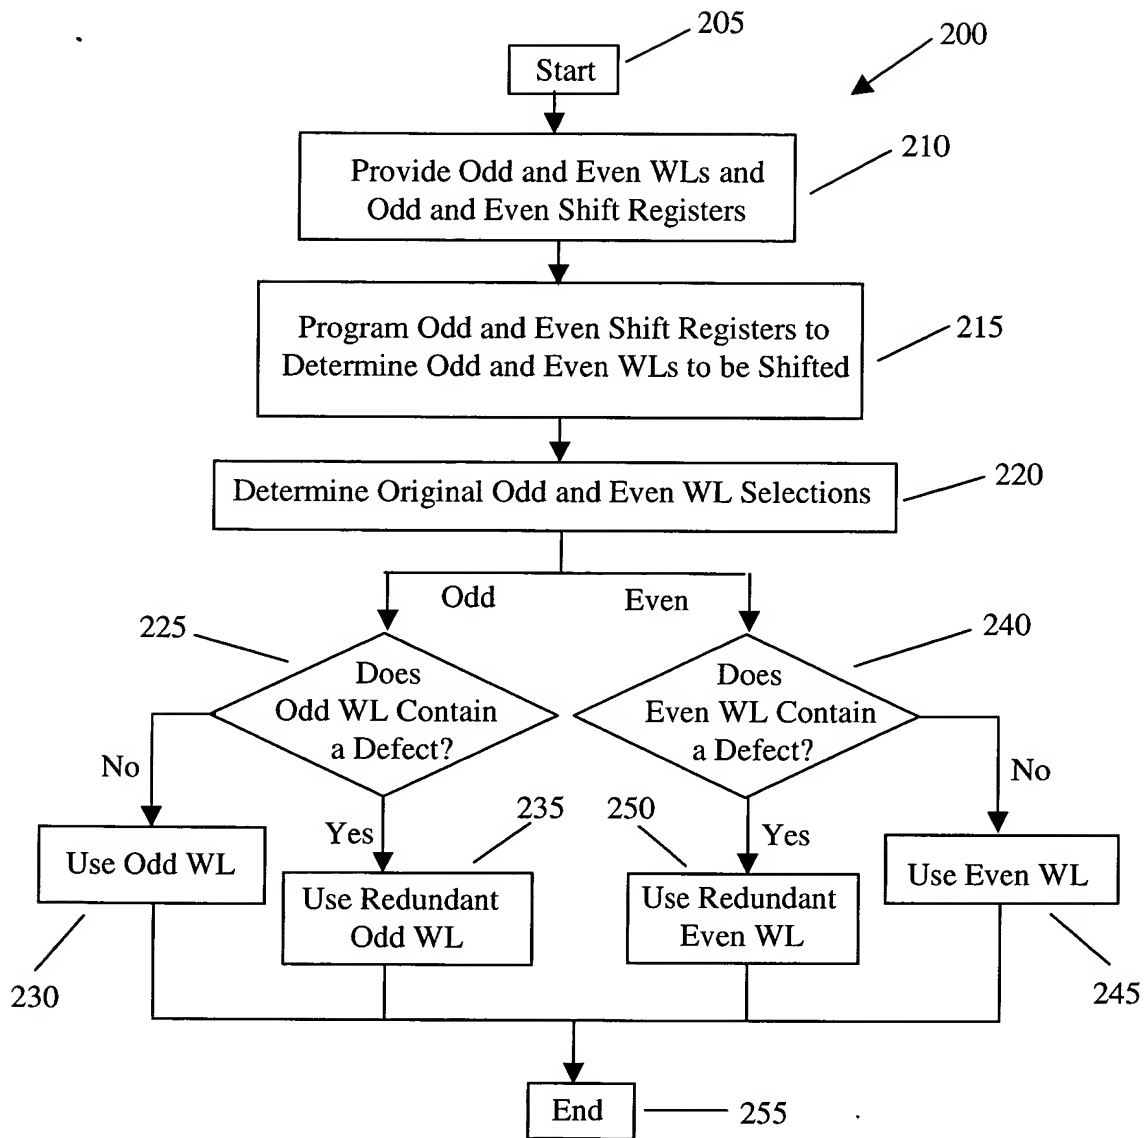 205
200
Start
210
Provide Odd and Even WLs and
Odd and Even Shift Registers
215
Program Odd and Even Shift Registers to
Determine Odd and Even WLs to be Shifted
220
Determine Original Odd and Even WL Selections
Odd
Even
225
240
Does
Odd WL Contain
a Defect?
Does
Even WL Contain
a Defect?
No
No
235
250
Yes
Yes
Use Odd WL
Use Redundant
Odd WL
Use Redundant
Even WL
Use Even WL
230
245
End
255